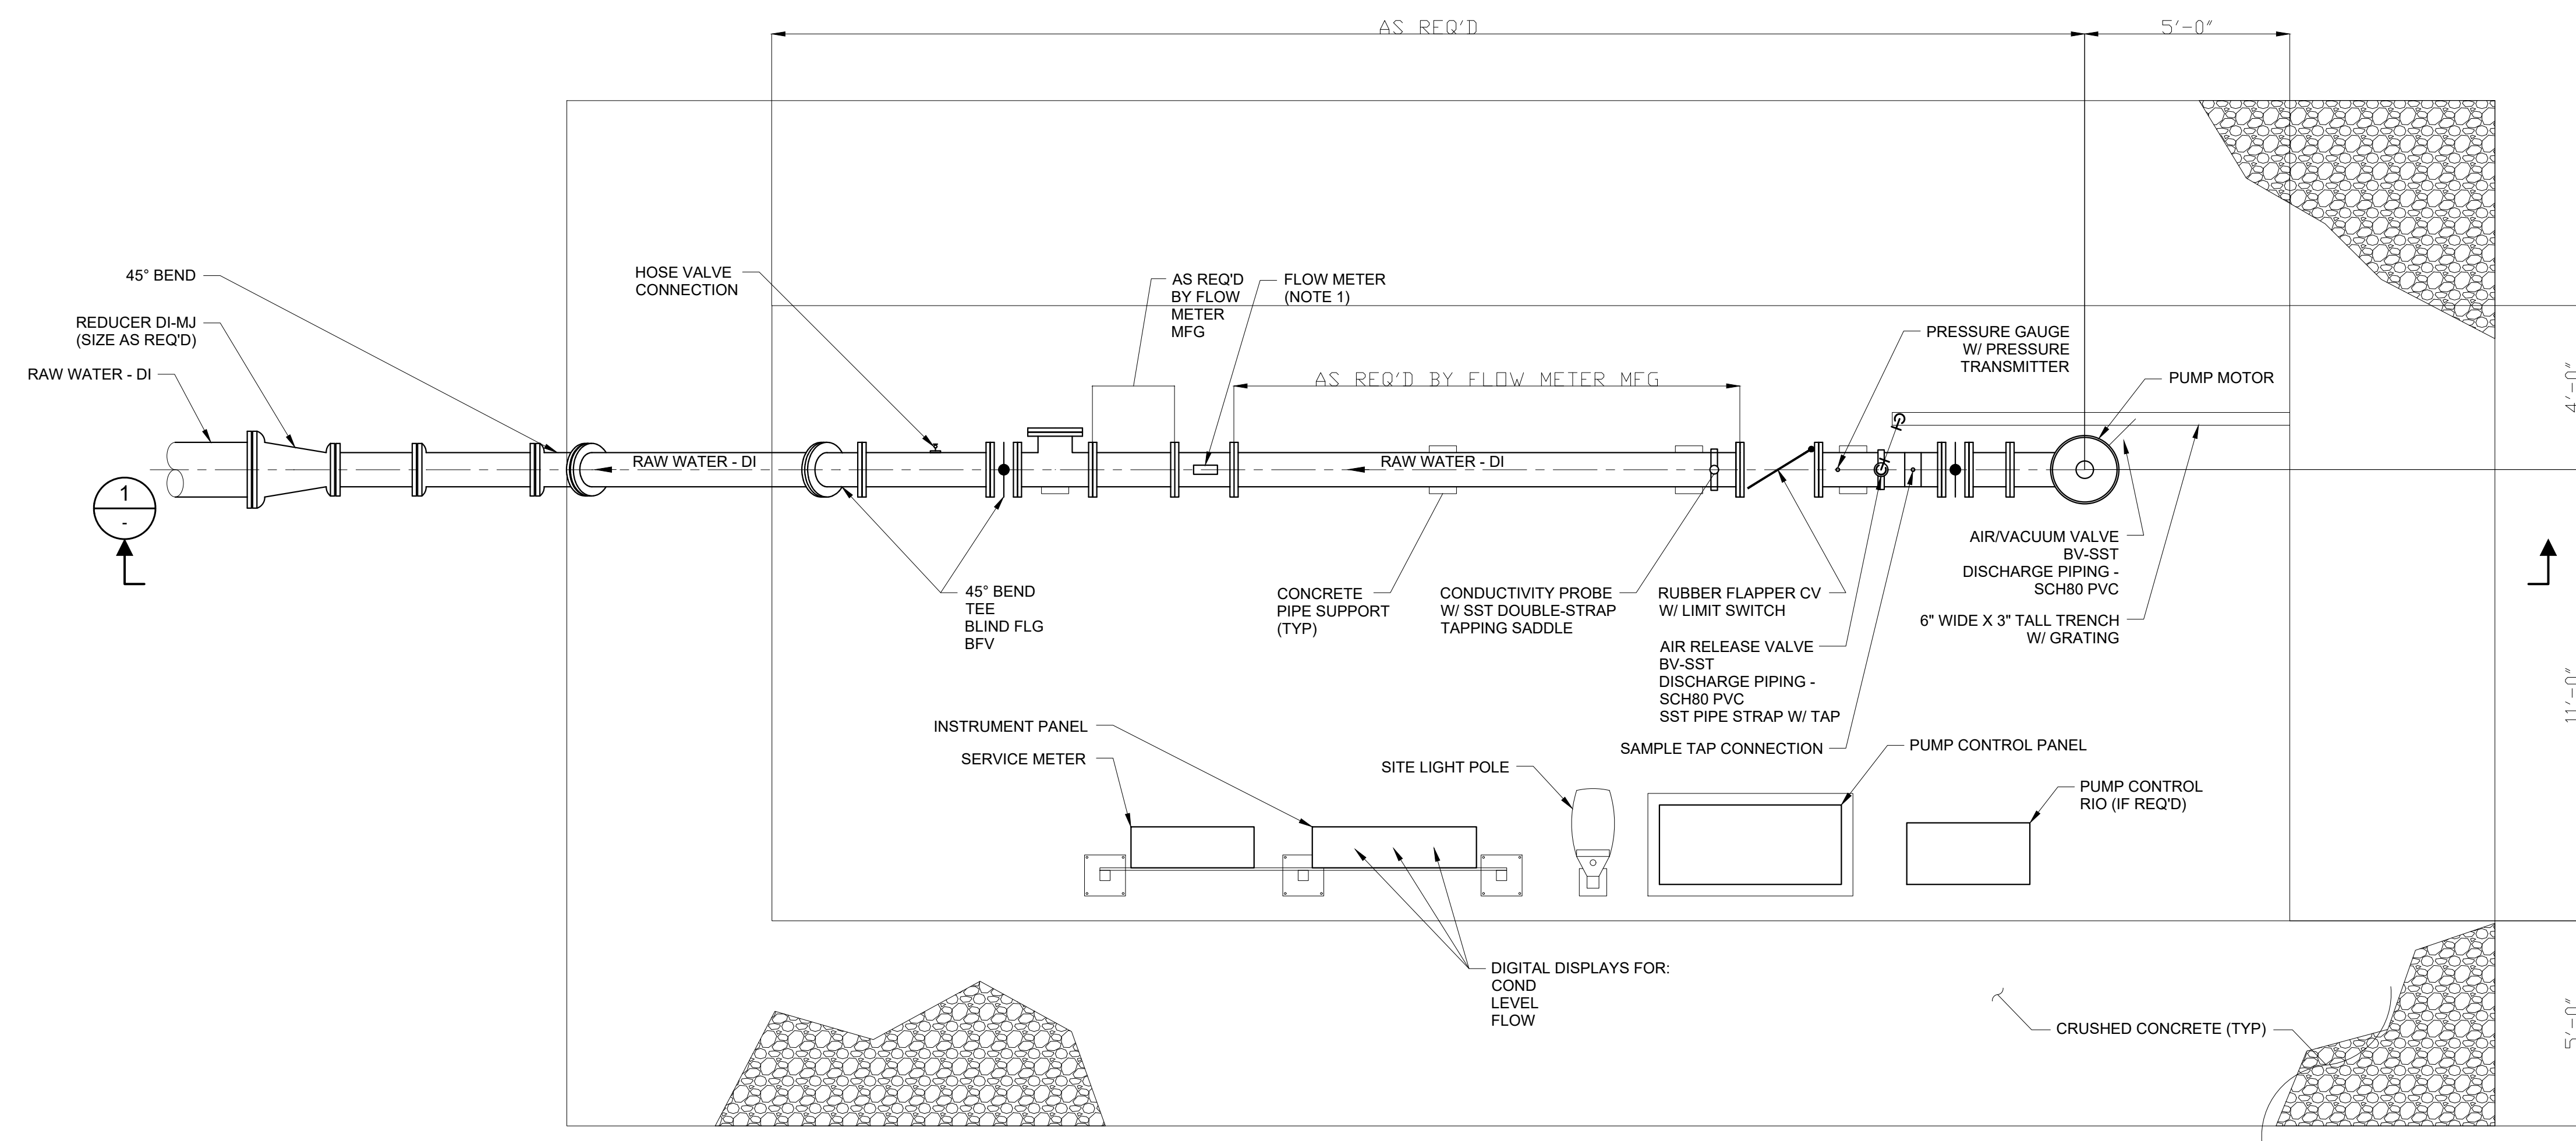 AS REQ'D
5'-0"
45° BEND
REDUCER DI-MJ
(SIZE AS REQ'D)
RAW WATER - DI
HOSE VALVE
CONNECTION
AS REQ'D
BY FLOW
METER
MFG
FLOW METER
(NOTE 1)
AS REQ'D BY FLOW METER MFG
PRESSURE GAUGE
W/ PRESSURE
TRANSMITTER
PUMP MOTOR
4'-0"
RAW WATER - DI
RAW WATER - DI
1
-
45° BEND
TEE
BLIND FLG
BFV
CONCRETE
PIPE SUPPORT
(TYP)
CONDUCTIVITY PROBE
W/ SST DOUBLE-STRAP
TAPPING SADDLE
RUBBER FLAPPER CV
W/ LIMIT SWITCH
AIR RELEASE VALVE
BV-SST
DISCHARGE PIPING -
SCH80 PVC
SST PIPE STRAP W/ TAP
SAMPLE TAP CONNECTION
AIR/VACUUM VALVE
BV-SST
DISCHARGE PIPING -
SCH80 PVC
6" WIDE X 3" TALL TRENCH
W/ GRATING
11'-0"
INSTRUMENT PANEL
SERVICE METER
SITE LIGHT POLE
PUMP CONTROL PANEL
PUMP CONTROL
RIO (IF REQ'D)
DIGITAL DISPLAYS FOR:
COND
LEVEL
FLOW
CRUSHED CONCRETE (TYP)
5'-0"